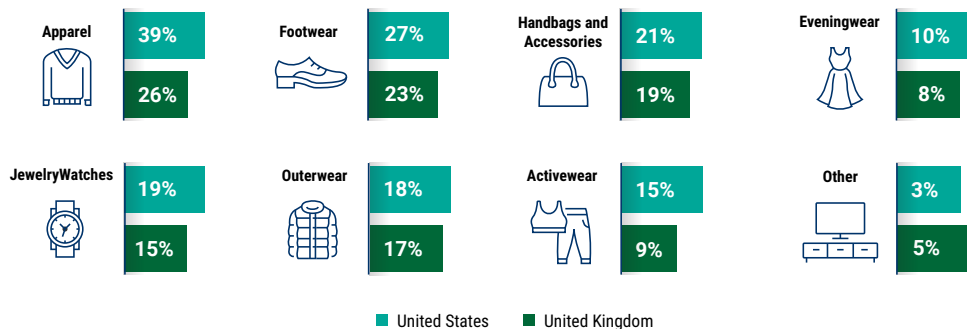 Apparel
39%
26%
Footwear
27%
23%
Handbags and
Accessories
21%
19%
Eveningwear
10%
8%
JewelryWatches
19%
15%
Outerwear
18%
17%
Activewear
15%
9%
Other
3%
5%
United States
United Kingdom